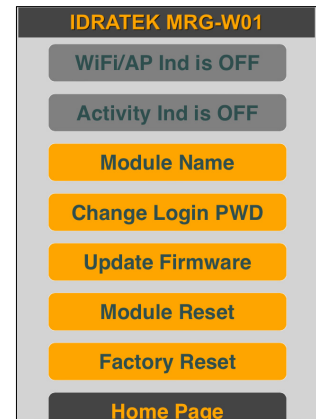 IDRATEK MRG-W01
WiFi/AP Ind is OFF
Activity Ind is OFF
Module Name
Change Login PWD
Update Firmware
Module Reset
Factory Reset
Home Page